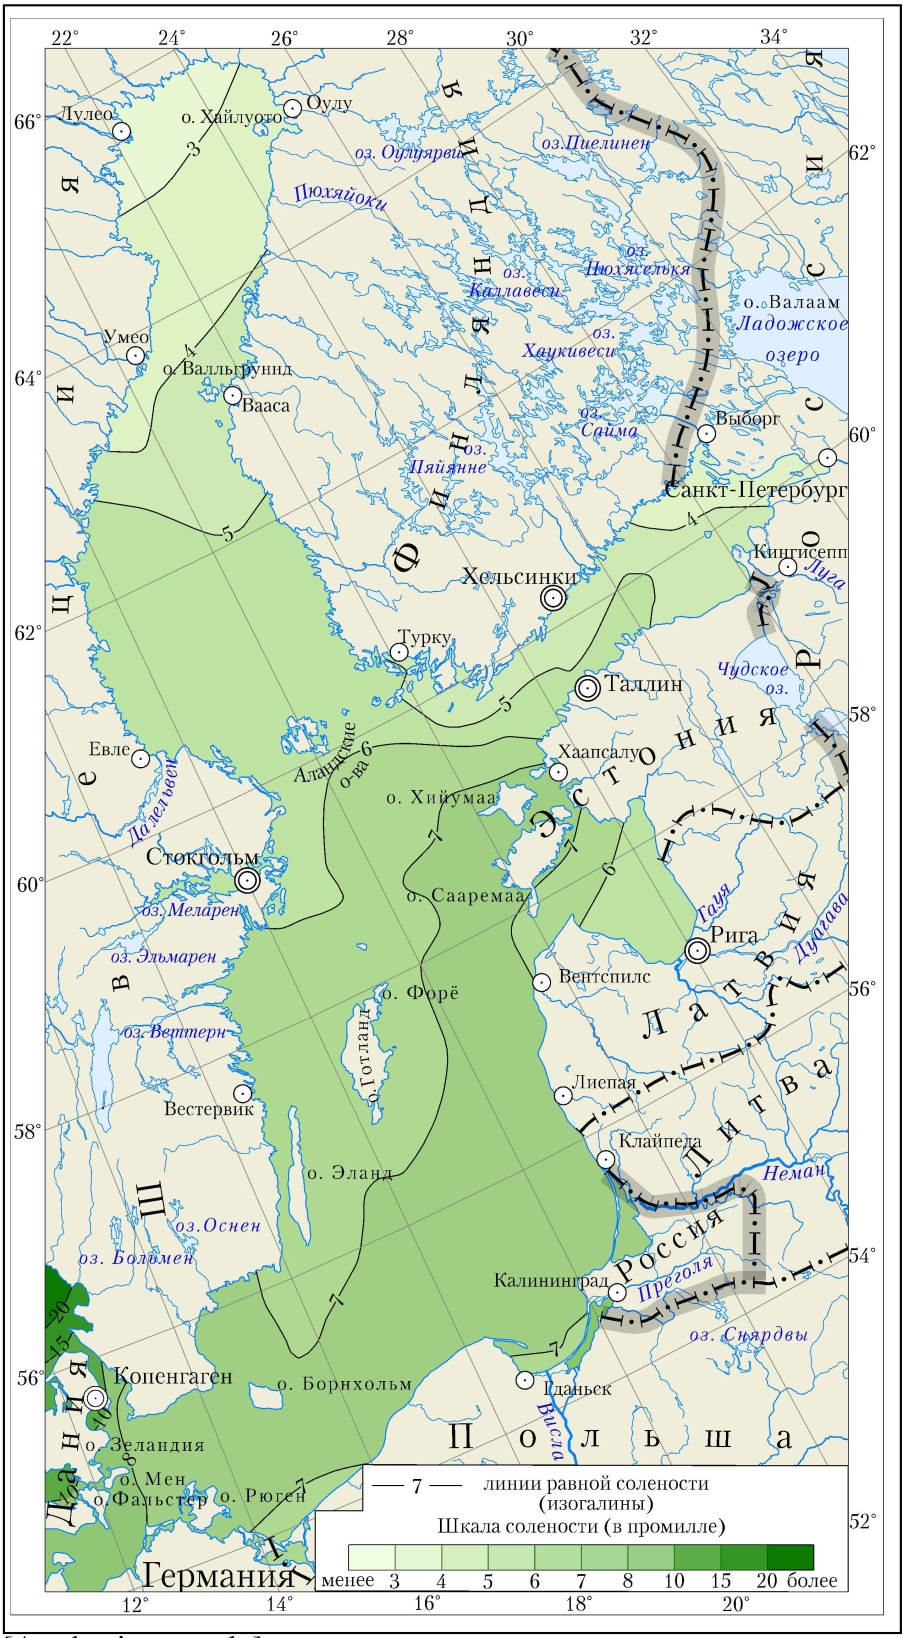 22° 24° 26° 28° 30° 32° 34°
66°
62°
64°
60°
62°
58°
60°
56°
58°
54°
56°
52°
12° 14° 16° 18° 20°
Лулео
о. Хайлуото
Оулу
3
оз. Оулуярви
оз. Пиелинен
Пюхяйоки
Финляндия
Россия
Швеция
оз.
Каллавеси
оз.
Пюхяселькя
о. Валаам
Ладожское
озеро
Умео
4
о. Валльгруннд
Вааса
оз.
Хаукивеси
оз.
Сайма
Выборг
оз.
Пяйянне
Санкт-Петербург
5
4
Кингисепп
Луга
Хельсинки
Турку
Таллин
Чудское
оз.
5
Эстония
Евле
Аландские
о-ва
6
Хаапсалу
Далельвен
о. Хийумаа
7
7
6
Стокгольм
о. Сааремаа
оз. Меларен
Гауя
Рига
Даугава
оз. Эльмарен
Вентспилс
Латвия
о. Форё
оз. Веттерн
о. Готланд
Вестервик
Лиепая
Литва
Клайпеда
Неман
о. Эланд
оз. Оснен
оз. Больмен
Россия
Калининград
Преголя
7
20
15
оз. Снярдвы
7
Копенгаген
о. Борнхольм
Гданьск
Висла
Дания
10
о. Зеландия
8
Польша
о. Мен
10
о. Фальстер
о. Рюген
7
Германия
7 линии равной солености
(изогалины)
Шкала солености (в промилле)
менее 3 4 5 6 7 8 10 15 20 более